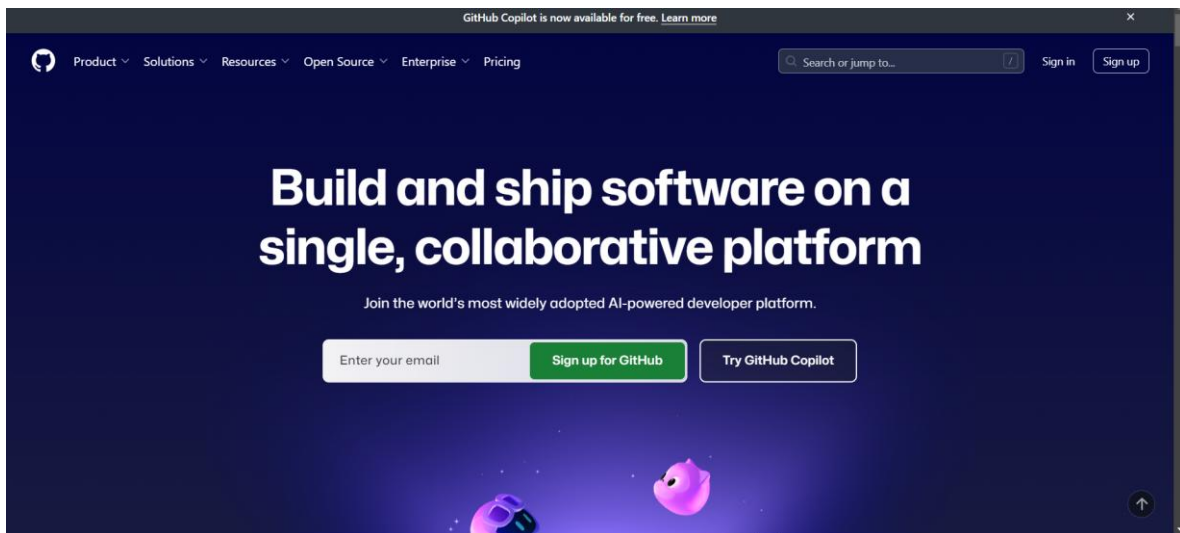 GitHub Copilot is now available for free. Learn more
Product Solutions Resources Open Source Enterprise Pricing Search or jump to... / Sign in Sign up
Build and ship software on a
single, collaborative platform
Join the world's most widely adopted AI-powered developer platform.
Enter your email Sign up for GitHub Try GitHub Copilot